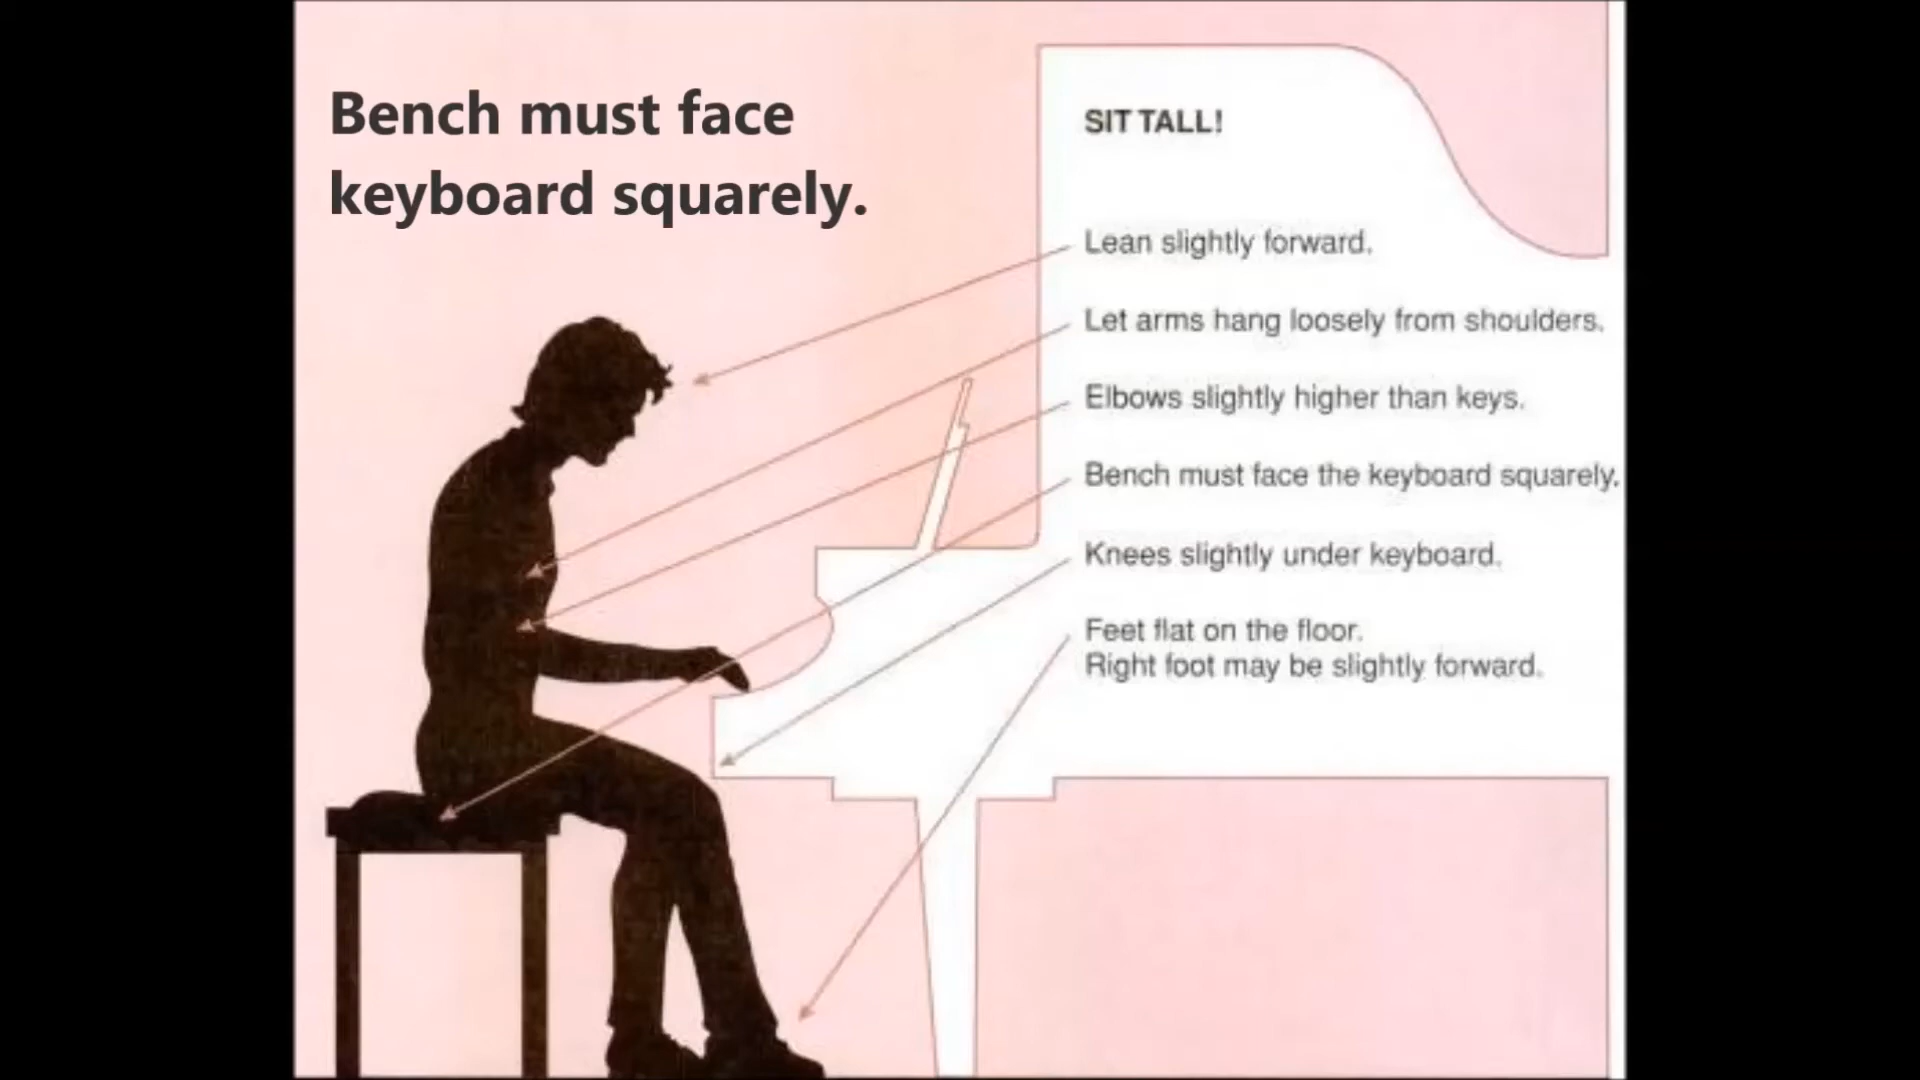 Bench must face
keyboard squarely.
SIT TALL!
Lean slightly forward.
Let arms hang loosely from shoulders.
Elbows slightly higher than keys.
Bench must face the keyboard squarely.
Knees slightly under keyboard.
Feet flat on the floor.
Right foot may be slightly forward.